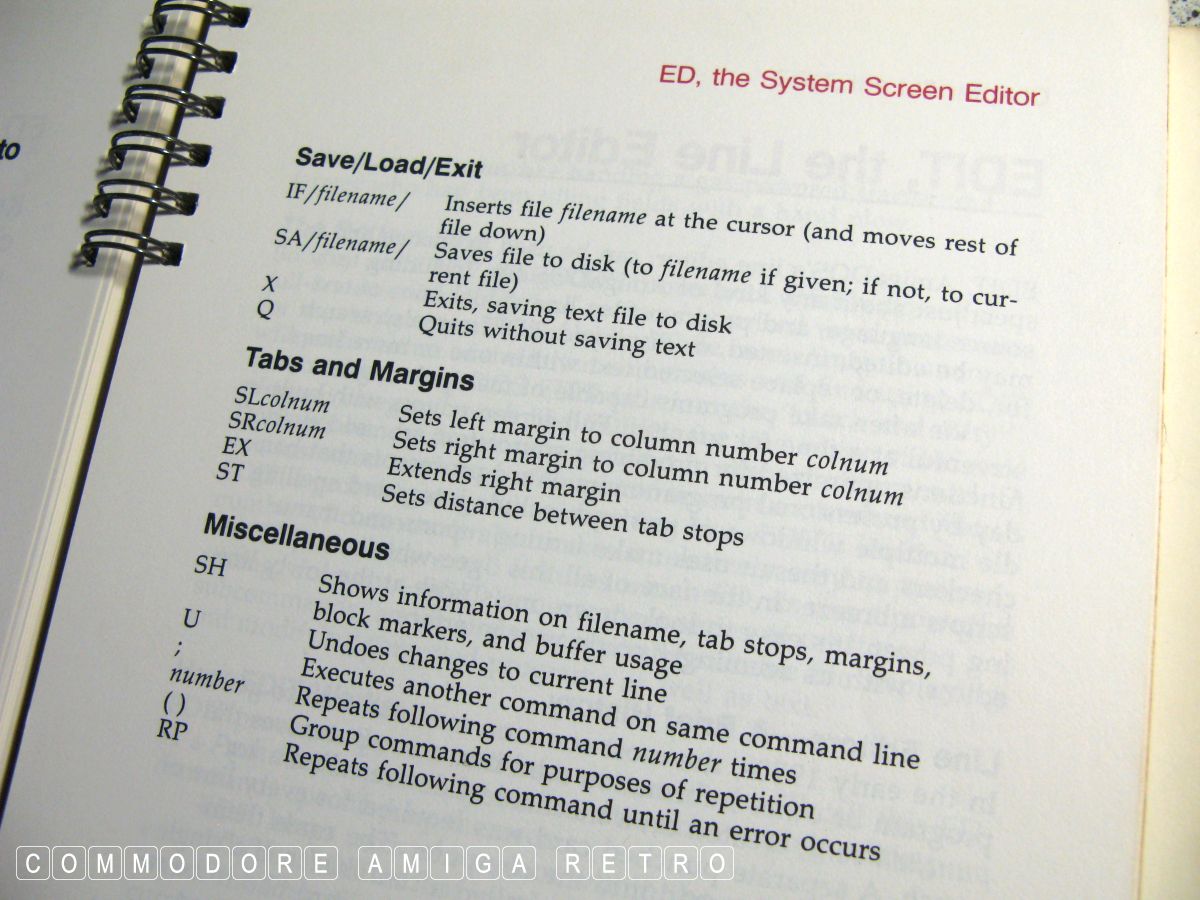 to
ED, the System Screen Editor
EDIT, the Line Editor
Save/Load/Exit
IF/filename/ Inserts file filename at the cursor (and moves rest of
file down)
SA/filename/ Saves file to disk (to filename if given; if not, to cur-
rent file)
X Exits, saving text file to disk
Q Quits without saving text
Tabs and Margins
SLcolnum Sets left margin to column number colnum
SRcolnum Sets right margin to column number colnum
EX Extends right margin
ST Sets distance between tab stops
Miscellaneous
SH Shows information on filename, tab stops, margins,
block markers, and buffer usage
U Undoes changes to current line
; Executes another command on same command line
number Repeats following command number times
( ) Group commands for purposes of repetition
RP Repeats following command until an error occurs
COMMODORE AMIGA RETRO